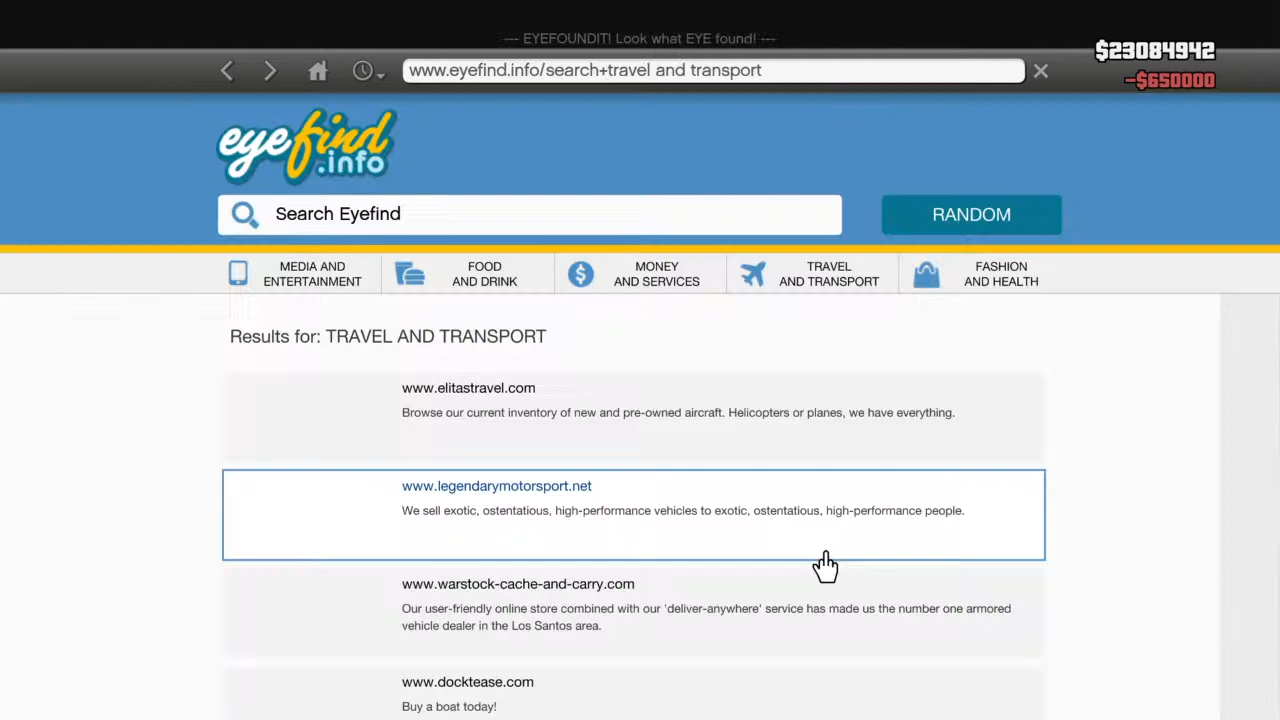 --- EYEFOUNDIT! Look what EYE found! ---
$23084942
www.eyefind.info/search+travel and transport
-$650000
eyefind
.info
Search Eyefind
RANDOM
MEDIA AND
ENTERTAINMENT
FOOD
AND DRINK
MONEY
AND SERVICES
TRAVEL
AND TRANSPORT
FASHION
AND HEALTH
Results for: TRAVEL AND TRANSPORT
www.elitastravel.com
Browse our current inventory of new and pre-owned aircraft. Helicopters or planes, we have everything.
www.legendarymotorsport.net
We sell exotic, ostentatious, high-performance vehicles to exotic, ostentatious, high-performance people.
www.warstock-cache-and-carry.com
Our user-friendly online store combined with our 'deliver-anywhere' service has made us the number one armored
vehicle dealer in the Los Santos area.
www.docktease.com
Buy a boat today!